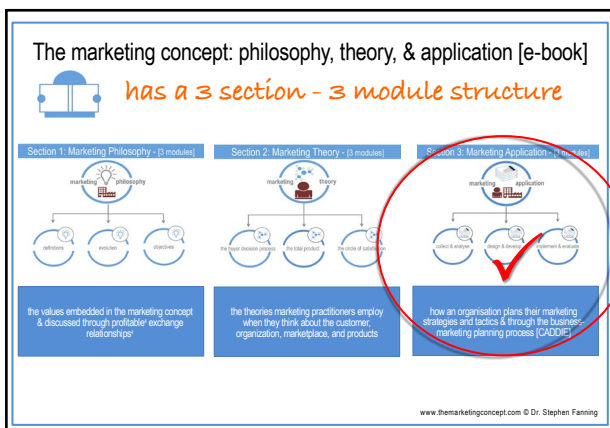 The marketing concept: philosophy, theory, & application [e-book]
has a 3 section - 3 module structure
Section 1: Marketing Philosophy - [3 modules]
marketing philosophy
definitions
evolution
objectives
the values embedded in the marketing concept
& discussed through profitable¹ exchange
relationships¹
Section 2: Marketing Theory - [3 modules]
marketing theory
the buyer decision process
the total product
the circle of satisfaction
the theories marketing practitioners employ
when they think about the customer,
organization, marketplace, and products
Section 3: Marketing Application - [3 modules]
marketing application
collect & analyse
design & develop
implement & evaluate
how an organisation plans their marketing
strategies and tactics & through the business-
marketing planning process [CADDIE]
www.themarketingconcept.com © Dr. Stephen Fanning